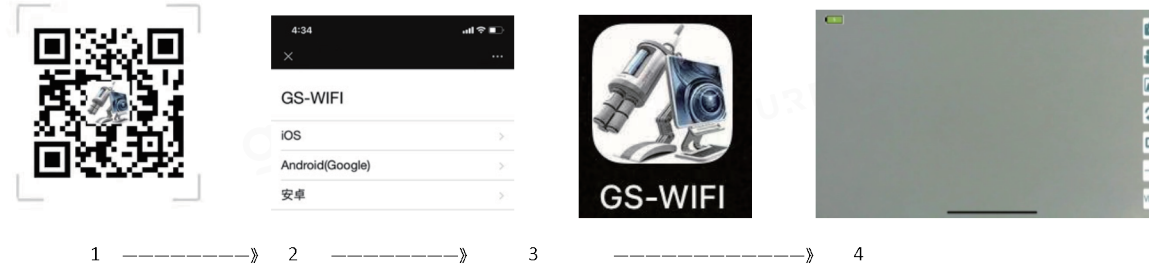 4:34
GS-WIFI
iOS
Android(Google)
安卓
GS-WIFI
1 ————————》 2 ————————》 3 —————————————》 4